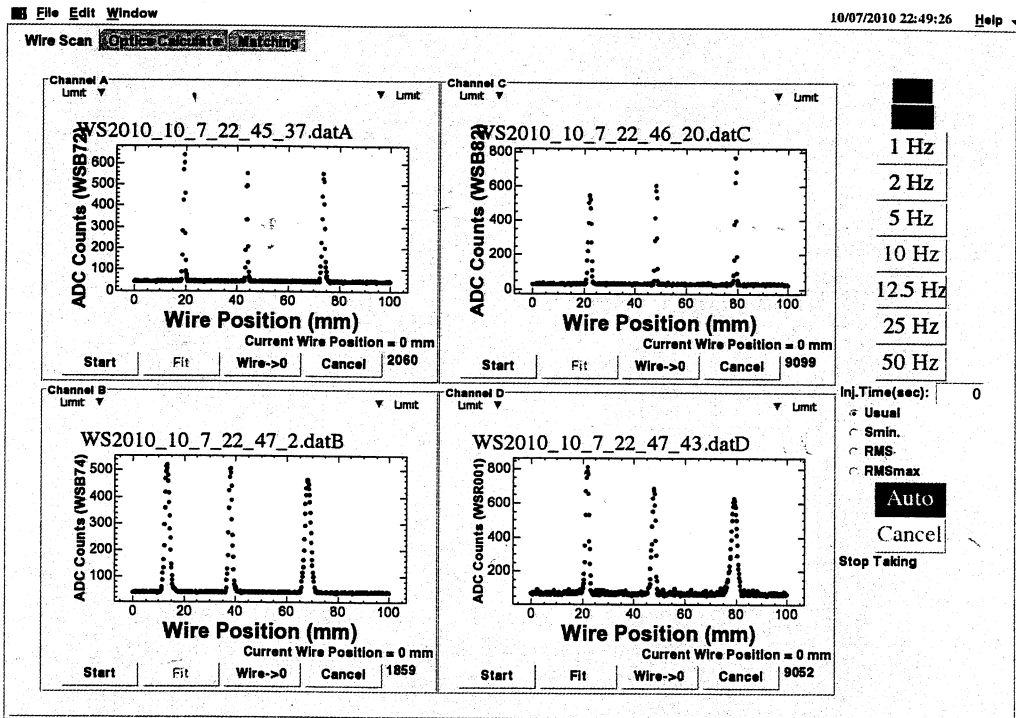 File Edit Window 10/07/2010 22:49:26 Help
Wire Scan Optics Calculate Matching
Channel A
Limit Limit
WS2010_10_7_22_45_37.datA
ADC Counts (WSB72)
600
500
400
300
200
100
0 20 40 60 80 100
Wire Position (mm)
Current Wire Position = 0 mm
Start Fit Wire->0 Cancel 2060
Channel C
Limit Limit
WS2010_10_7_22_46_20.datC
ADC Counts (WSB82)
800
600
400
200
0
0 20 40 60 80 100
Wire Position (mm)
Current Wire Position = 0 mm
Start Fit Wire->0 Cancel 9099
Channel B
Limit Limit
WS2010_10_7_22_47_2.datB
ADC Counts (WSB74)
500
400
300
200
100
0 20 40 60 80 100
Wire Position (mm)
Current Wire Position = 0 mm
Start Fit Wire->0 Cancel 1859
Channel D
Limit Limit
WS2010_10_7_22_47_43.datD
ADC Counts (WSR001)
800
600
400
200
0 20 40 60 80 100
Wire Position (mm)
Current Wire Position = 0 mm
Start Fit Wire->0 Cancel 9052
1 Hz
2 Hz
5 Hz
10 Hz
12.5 Hz
25 Hz
50 Hz
Inj.Time(sec): 0
Usual
Smin.
RMS
RMSmax
Auto
Cancel
Stop Taking